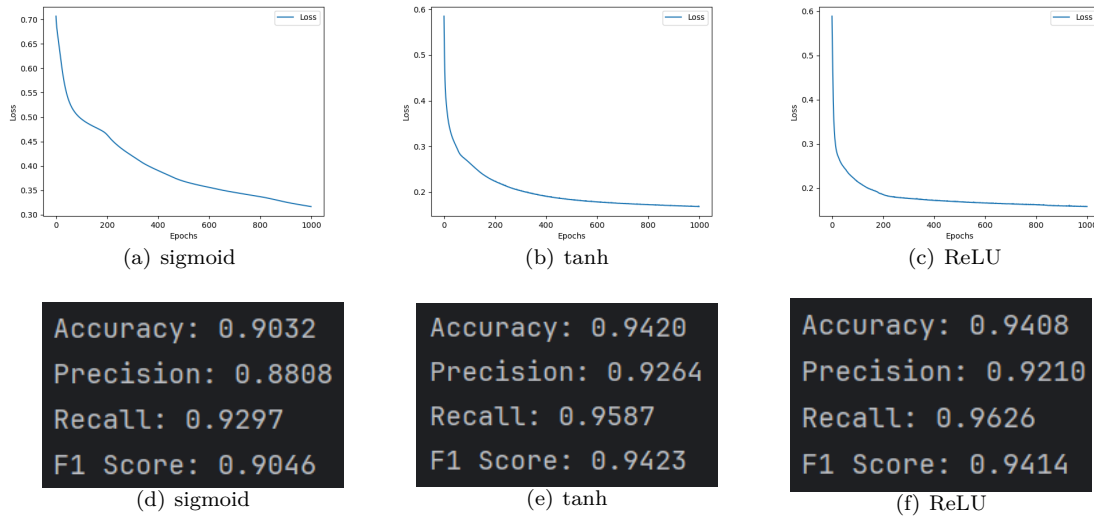 0.70
0.65
0.60
0.55
0.50
0.45
0.40
0.35
0.30
Loss
Loss
0 200 400 600 800 1000
Epochs
(a) sigmoid
0.6
0.5
0.4
0.3
0.2
Loss
Loss
0 200 400 600 800 1000
Epochs
(b) tanh
0.6
0.5
0.4
0.3
0.2
Loss
Loss
0 200 400 600 800 1000
Epochs
(c) ReLU
Accuracy: 0.9032
Precision: 0.8808
Recall: 0.9297
F1 Score: 0.9046
(d) sigmoid
Accuracy: 0.9420
Precision: 0.9264
Recall: 0.9587
F1 Score: 0.9423
(e) tanh
Accuracy: 0.9408
Precision: 0.9210
Recall: 0.9626
F1 Score: 0.9414
(f) ReLU